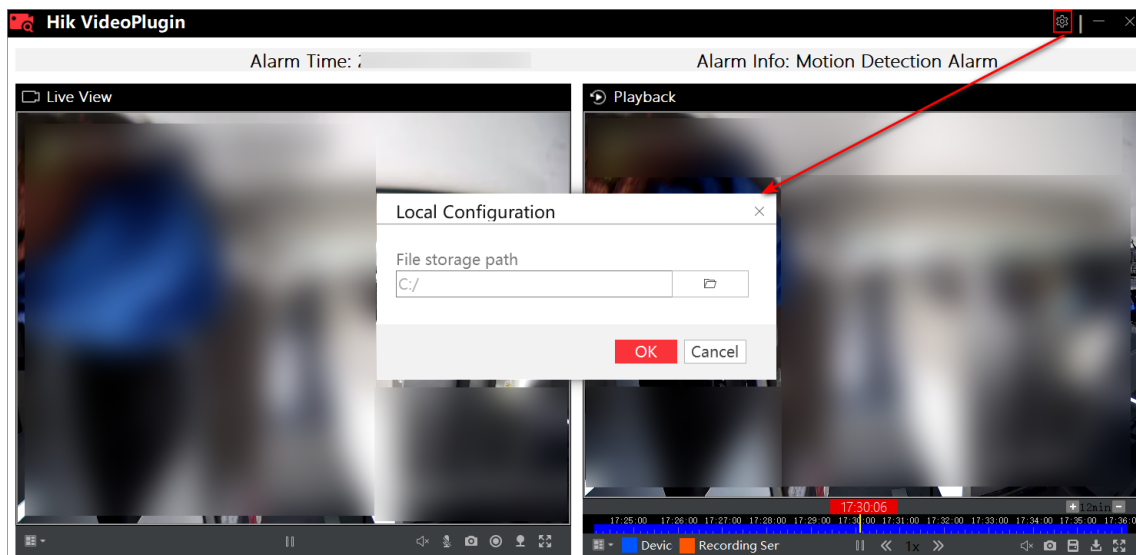 Hik VideoPlugin
Alarm Time:
Alarm Info: Motion Detection Alarm
Live View
Playback
Local Configuration
File storage path
C:/
OK
Cancel
17:30:06
12min
17:25:00 17:26:00 17:27:00 17:28:00 17:29:00 17:30:00 17:31:00 17:32:00 17:33:00 17:34:00 17:35:00 17:36:0
Devic
Recording Ser
1x